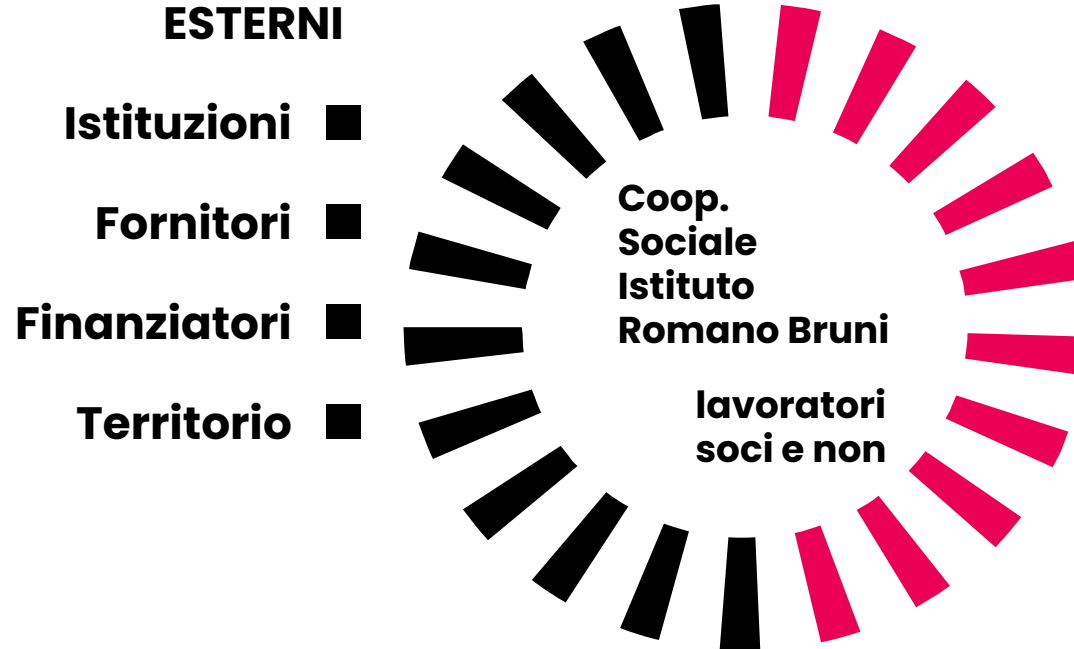 ESTERNI
Istituzioni
Fornitori
Finanziatori
Territorio
Coop.
Sociale
Istituto
Romano Bruni
lavoratori
soci e non